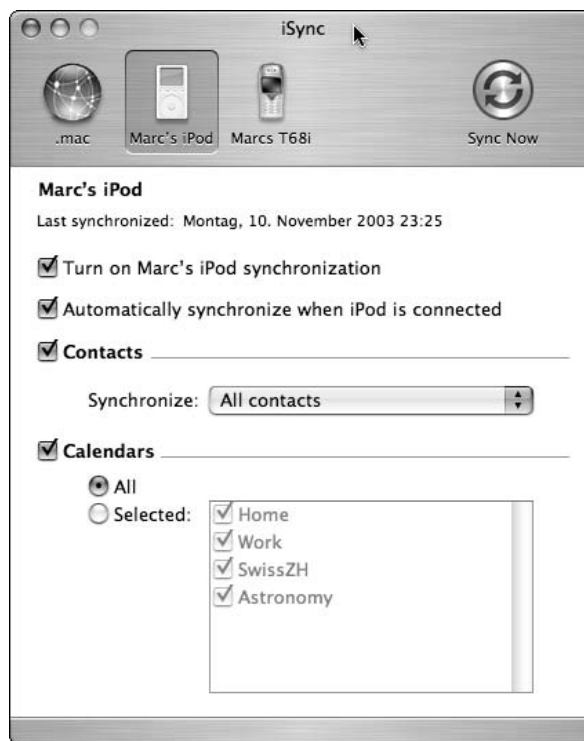 iSync
.mac Marc's iPod Marcs T68i Sync Now
Marc's iPod
Last synchronized: Montag, 10. November 2003 23:25
Turn on Marc's iPod synchronization
Automatically synchronize when iPod is connected
Contacts
Synchronize: All contacts
Calendars
All
Selected: Home
Work
SwissZH
Astronomy